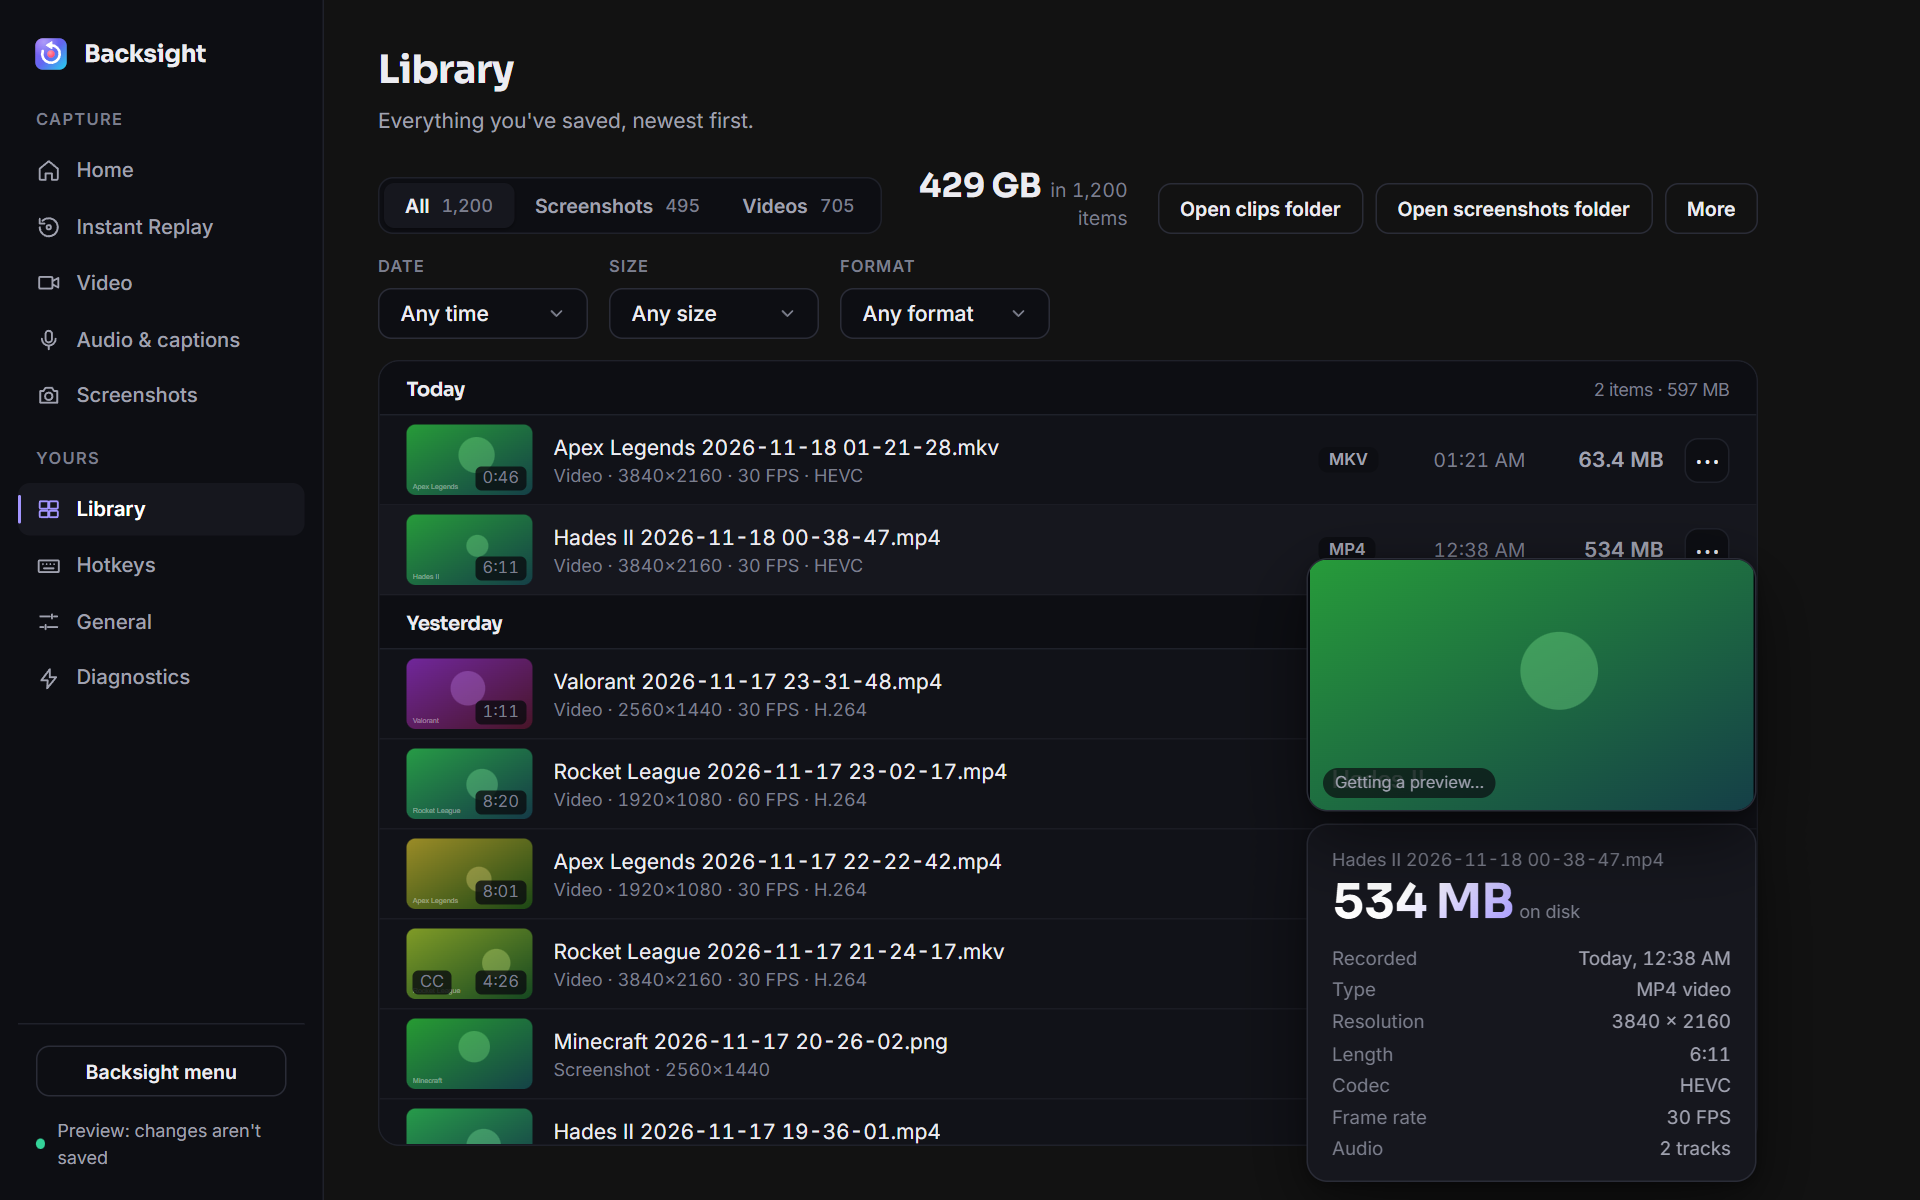 Backsight
CAPTURE
Home
Instant Replay
Video
Audio & captions
Screenshots
YOURS
Library
Hotkeys
General
Diagnostics
Backsight menu
Preview: changes aren't
saved
Library
Everything you've saved, newest first.
All 1,200 Screenshots 495 Videos 705
429 GB in 1,200
items
Open clips folder Open screenshots folder More
DATE SIZE FORMAT
Any time Any size Any format
Today 2 items · 597 MB
Apex Legends 2026-11-18 01-21-28.mkv
Video · 3840×2160 · 30 FPS · HEVC
Apex Legends 0:46
MKV 01:21 AM 63.4 MB
Hades II 2026-11-18 00-38-47.mp4
Video · 3840×2160 · 30 FPS · HEVC
Hades II 6:11
MP4 12:38 AM 534 MB
Yesterday
Valorant 2026-11-17 23-31-48.mp4
Video · 2560×1440 · 30 FPS · H.264
Valorant 1:11
Rocket League 2026-11-17 23-02-17.mp4
Video · 1920×1080 · 60 FPS · H.264
Rocket League 8:20
Apex Legends 2026-11-17 22-22-42.mp4
Video · 1920×1080 · 30 FPS · H.264
Apex Legends 8:01
Rocket League 2026-11-17 21-24-17.mkv
Video · 3840×2160 · 30 FPS · H.264
CC 4:26
Minecraft 2026-11-17 20-26-02.png
Screenshot · 2560×1440
Minecraft
Hades II 2026-11-17 19-36-01.mp4
Getting a preview...
Hades II 2026-11-18 00-38-47.mp4
534 MB on disk
Recorded Today, 12:38 AM
Type MP4 video
Resolution 3840 × 2160
Length 6:11
Codec HEVC
Frame rate 30 FPS
Audio 2 tracks